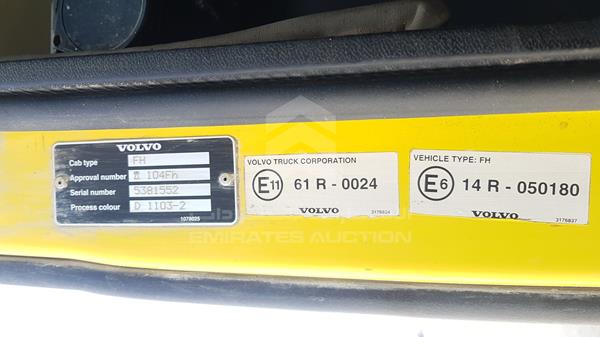 VOLVO
Cab type FH
Approval number 104Fh
Serial number 5381552
Process colour D 1103-2
1079025
VOLVO TRUCK CORPORATION
E11 61 R - 0024
VOLVO 3176824
VEHICLE TYPE: FH
E6 14 R - 050180
VOLVO 3176837
EMIRATES AUCTION